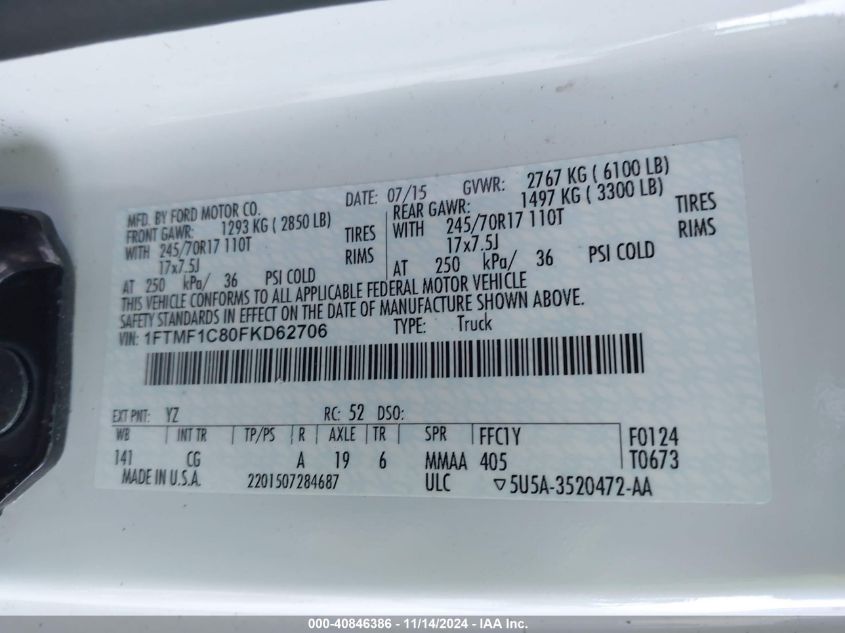 MFD. BY FORD MOTOR CO. DATE: 07/15 GVWR: 2767 KG ( 6100 LB)
FRONT GAWR: 1293 KG ( 2850 LB) REAR GAWR: 1497 KG ( 3300 LB)
WITH 245/70R17 110T TIRES WITH 245/70R17 110T TIRES
17x7.5J RIMS 17x7.5J RIMS
AT 250 kPa/ 36 PSI COLD AT 250 kPa/ 36 PSI COLD
THIS VEHICLE CONFORMS TO ALL APPLICABLE FEDERAL MOTOR VEHICLE
SAFETY STANDARDS IN EFFECT ON THE DATE OF MANUFACTURE SHOWN ABOVE.
VIN: 1FTMF1C80FKD62706 TYPE: Truck
EXT PNT: YZ RC: 52 DSO:
WB INT TR TP/PS R AXLE TR SPR FFC1Y F0124
141 CG A 19 6 MMAA 405 T0673
MADE IN U.S.A. 2201507284687 ULC ▽5U5A-3520472-AA
000-40846386 - 11/14/2024 - IAA Inc.